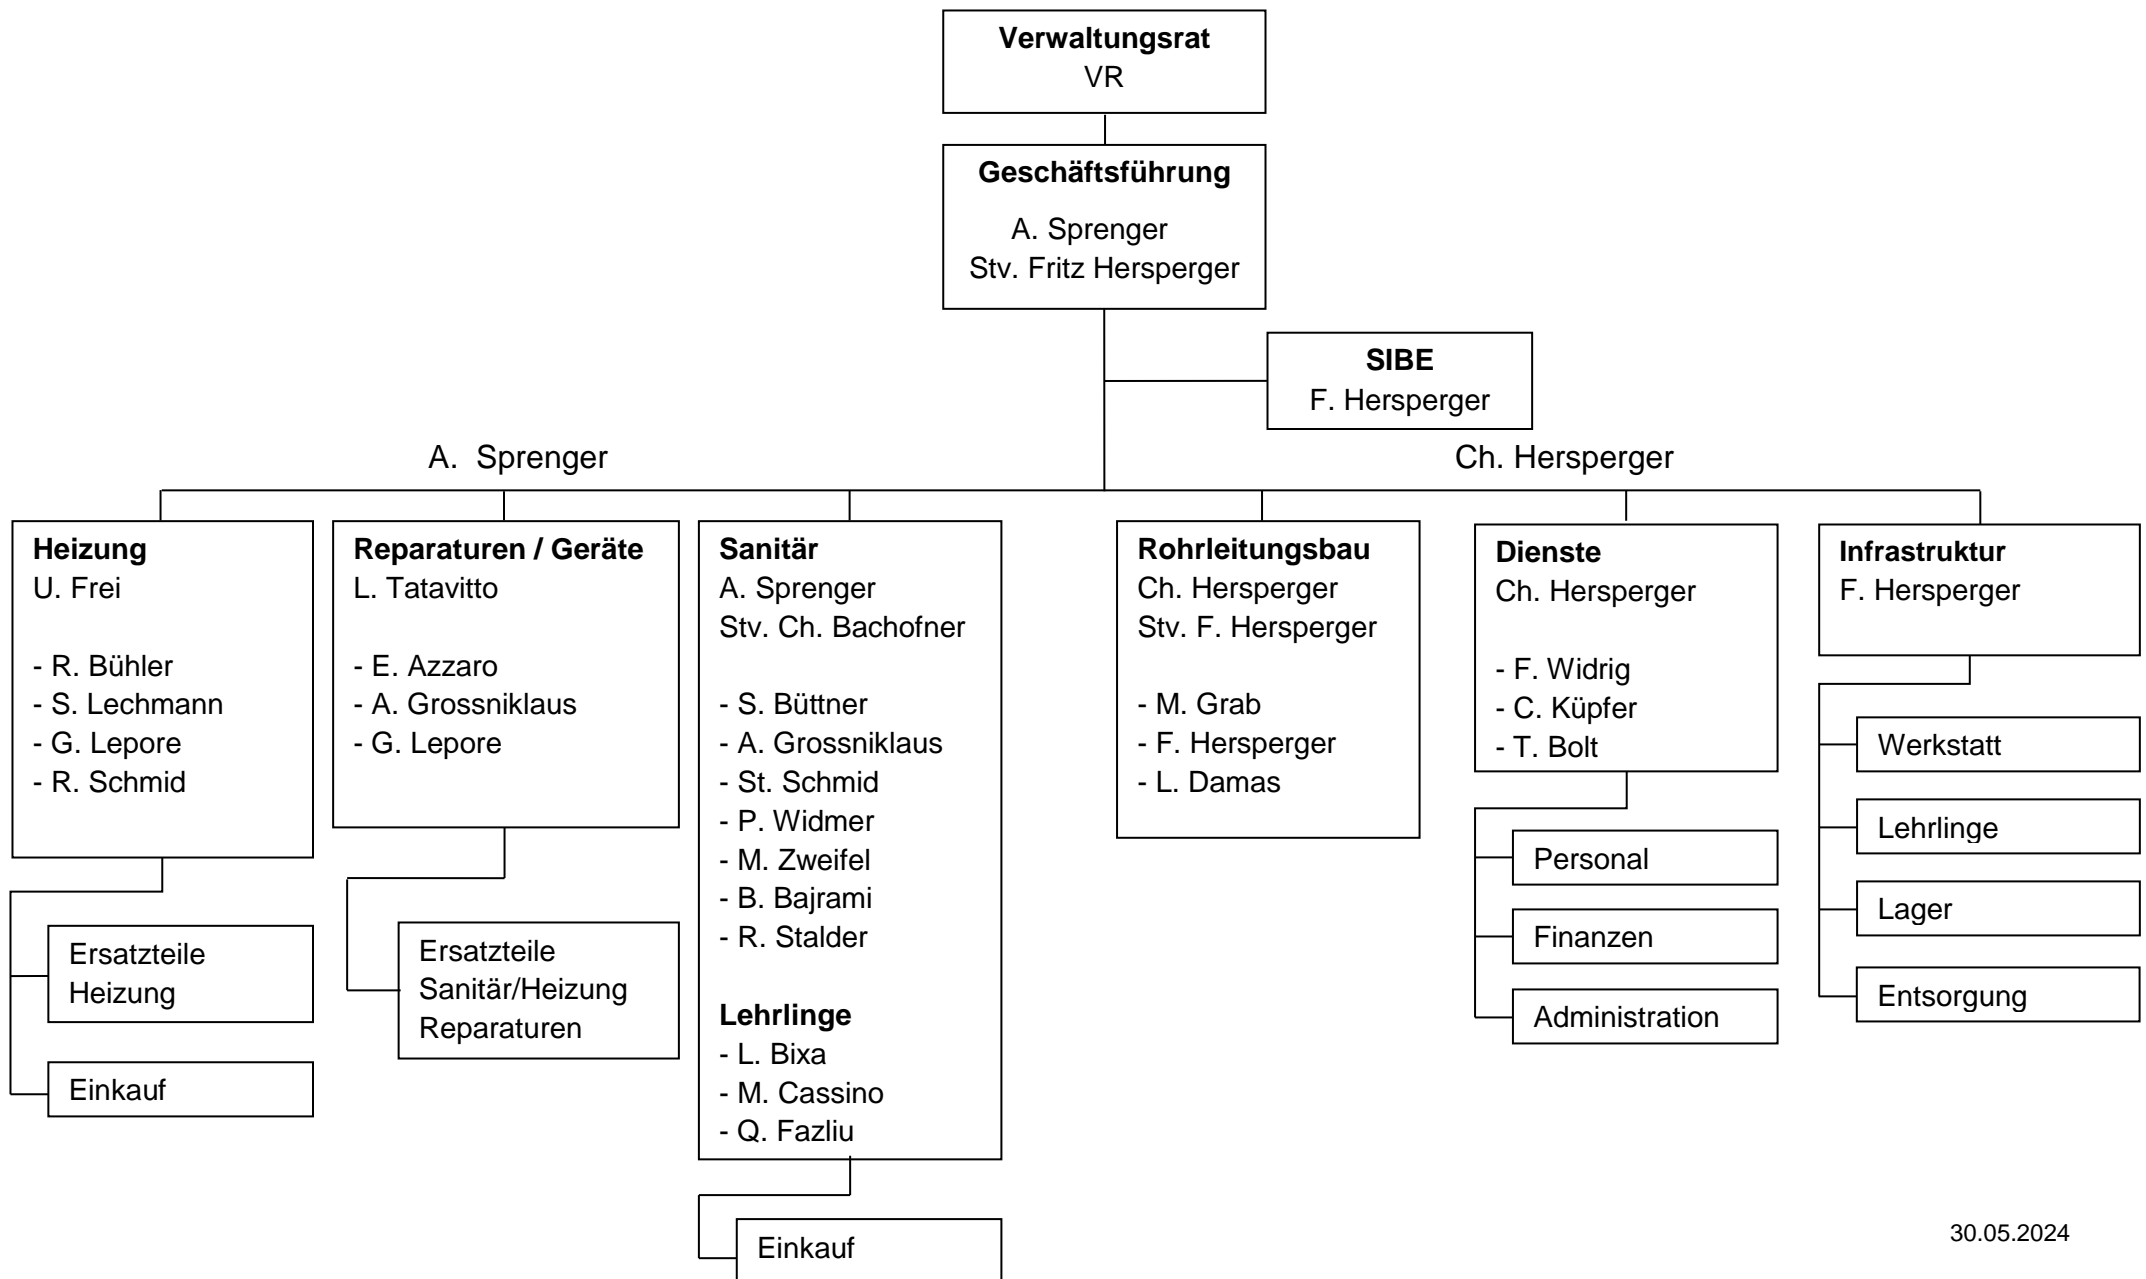 Verwaltungsrat
VR
Geschäftsführung
A. Sprenger
Stv. Fritz Hersperger
SIBE
F. Hersperger
A. Sprenger
Ch. Hersperger
Heizung
U. Frei
- R. Bühler
- S. Lechmann
- G. Lepore
- R. Schmid
Ersatzteile
Heizung
Einkauf
Reparaturen / Geräte
L. Tatavitto
- E. Azzaro
- A. Grossniklaus
- G. Lepore
Ersatzteile
Sanitär/Heizung
Reparaturen
Sanitär
A. Sprenger
Stv. Ch. Bachofner
- S. Büttner
- A. Grossniklaus
- St. Schmid
- P. Widmer
- M. Zweifel
- B. Bajrami
- R. Stalder
Lehrlinge
- L. Bixa
- M. Cassino
- Q. Fazliu
Einkauf
Rohrleitungsbau
Ch. Hersperger
Stv. F. Hersperger
- M. Grab
- F. Hersperger
- L. Damas
Dienste
Ch. Hersperger
- F. Widrig
- C. Küpfer
- T. Bolt
Personal
Finanzen
Administration
Infrastruktur
F. Hersperger
Werkstatt
Lehrlinge
Lager
Entsorgung
30.05.2024